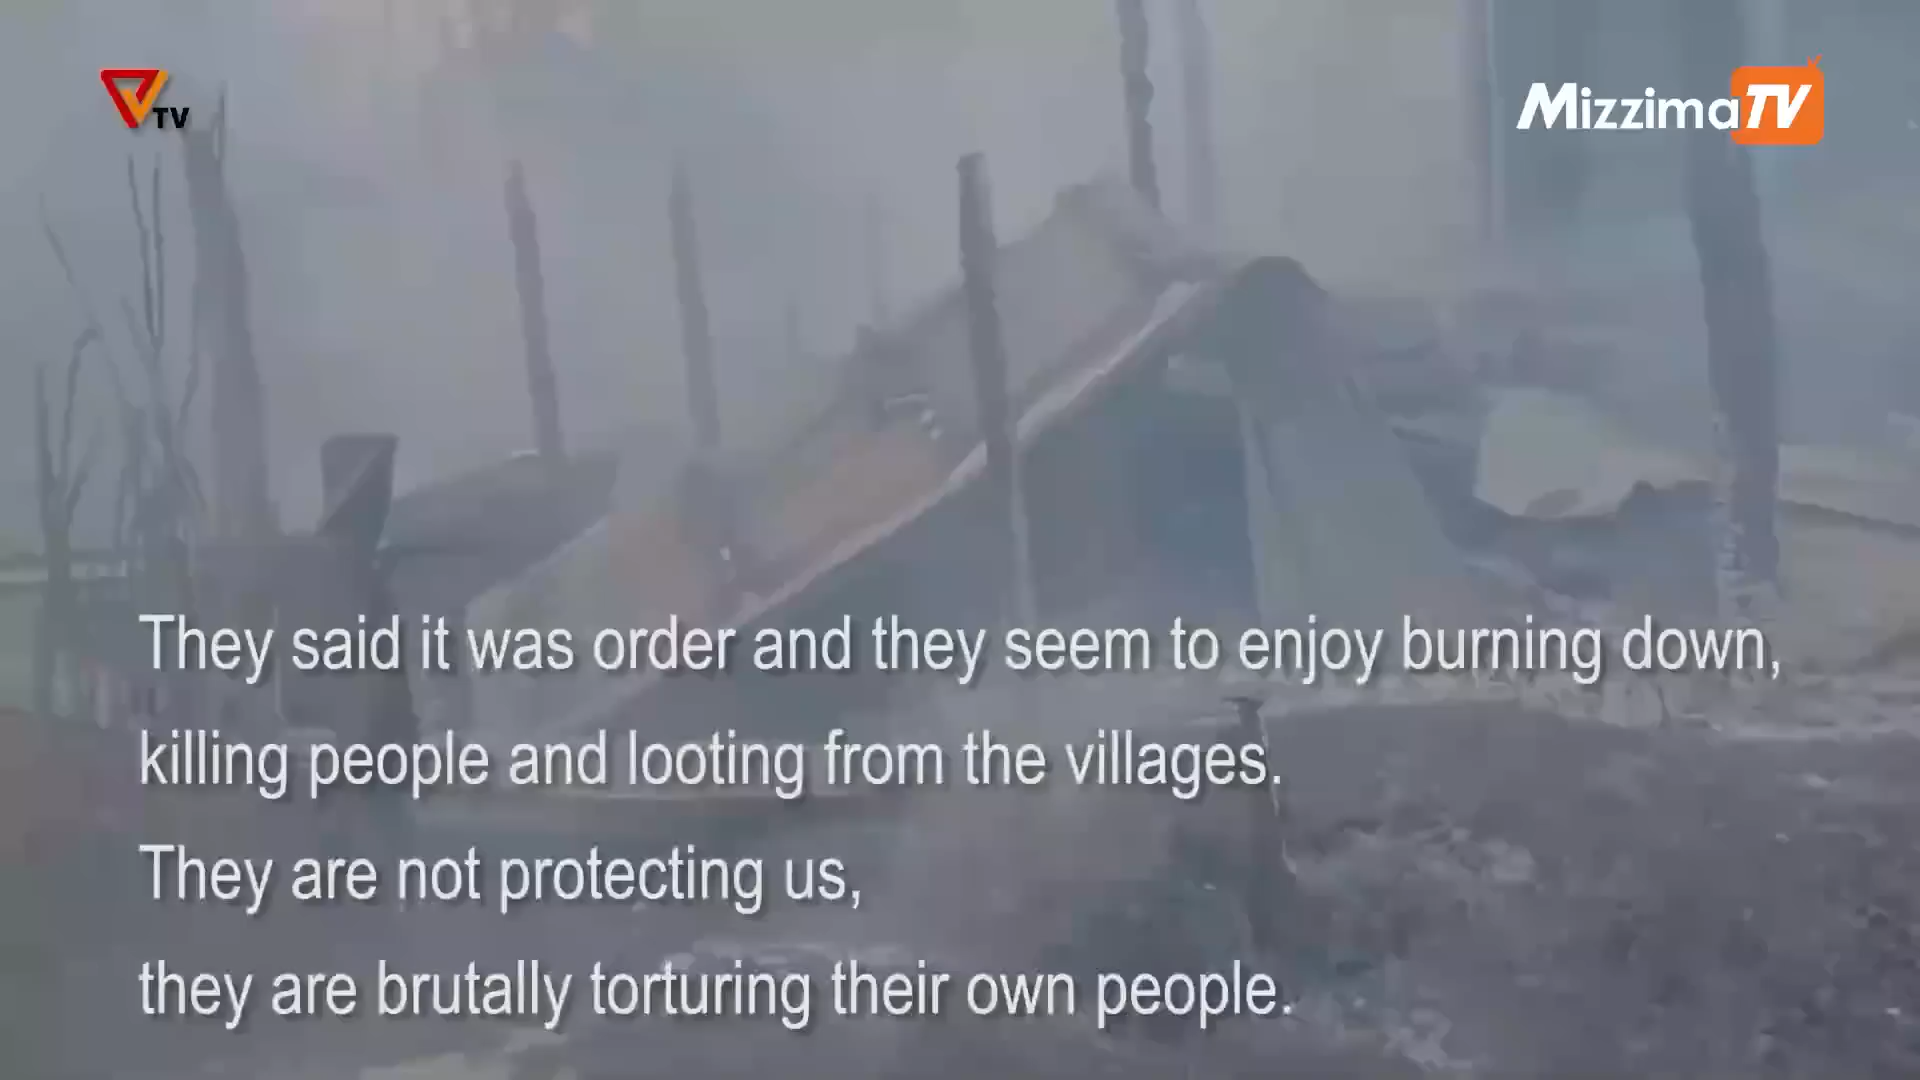 TV
MizzimaTV
They said it was order and they seem to enjoy burning down,
killing people and looting from the villages.
They are not protecting us,
they are brutally torturing their own people.